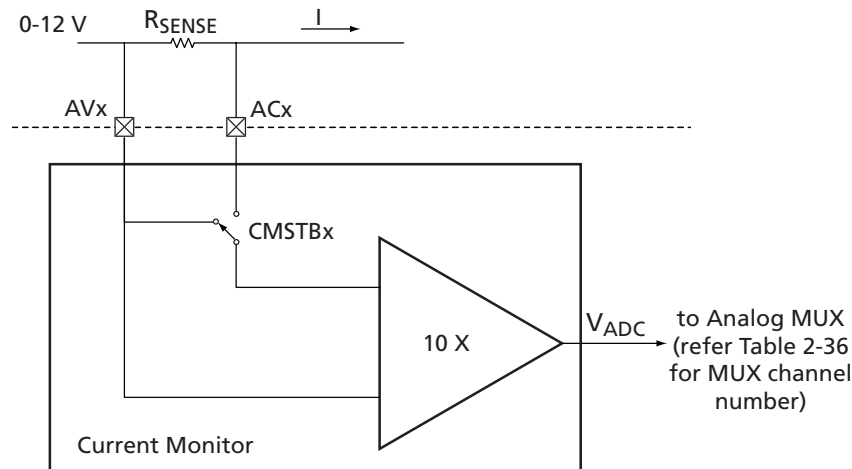 0-12 V
RSENSE
I
AVx
ACx
CMSTBx
10 X
VADC
to Analog MUX
(refer Table 2-36
for MUX channel
number)
Current Monitor